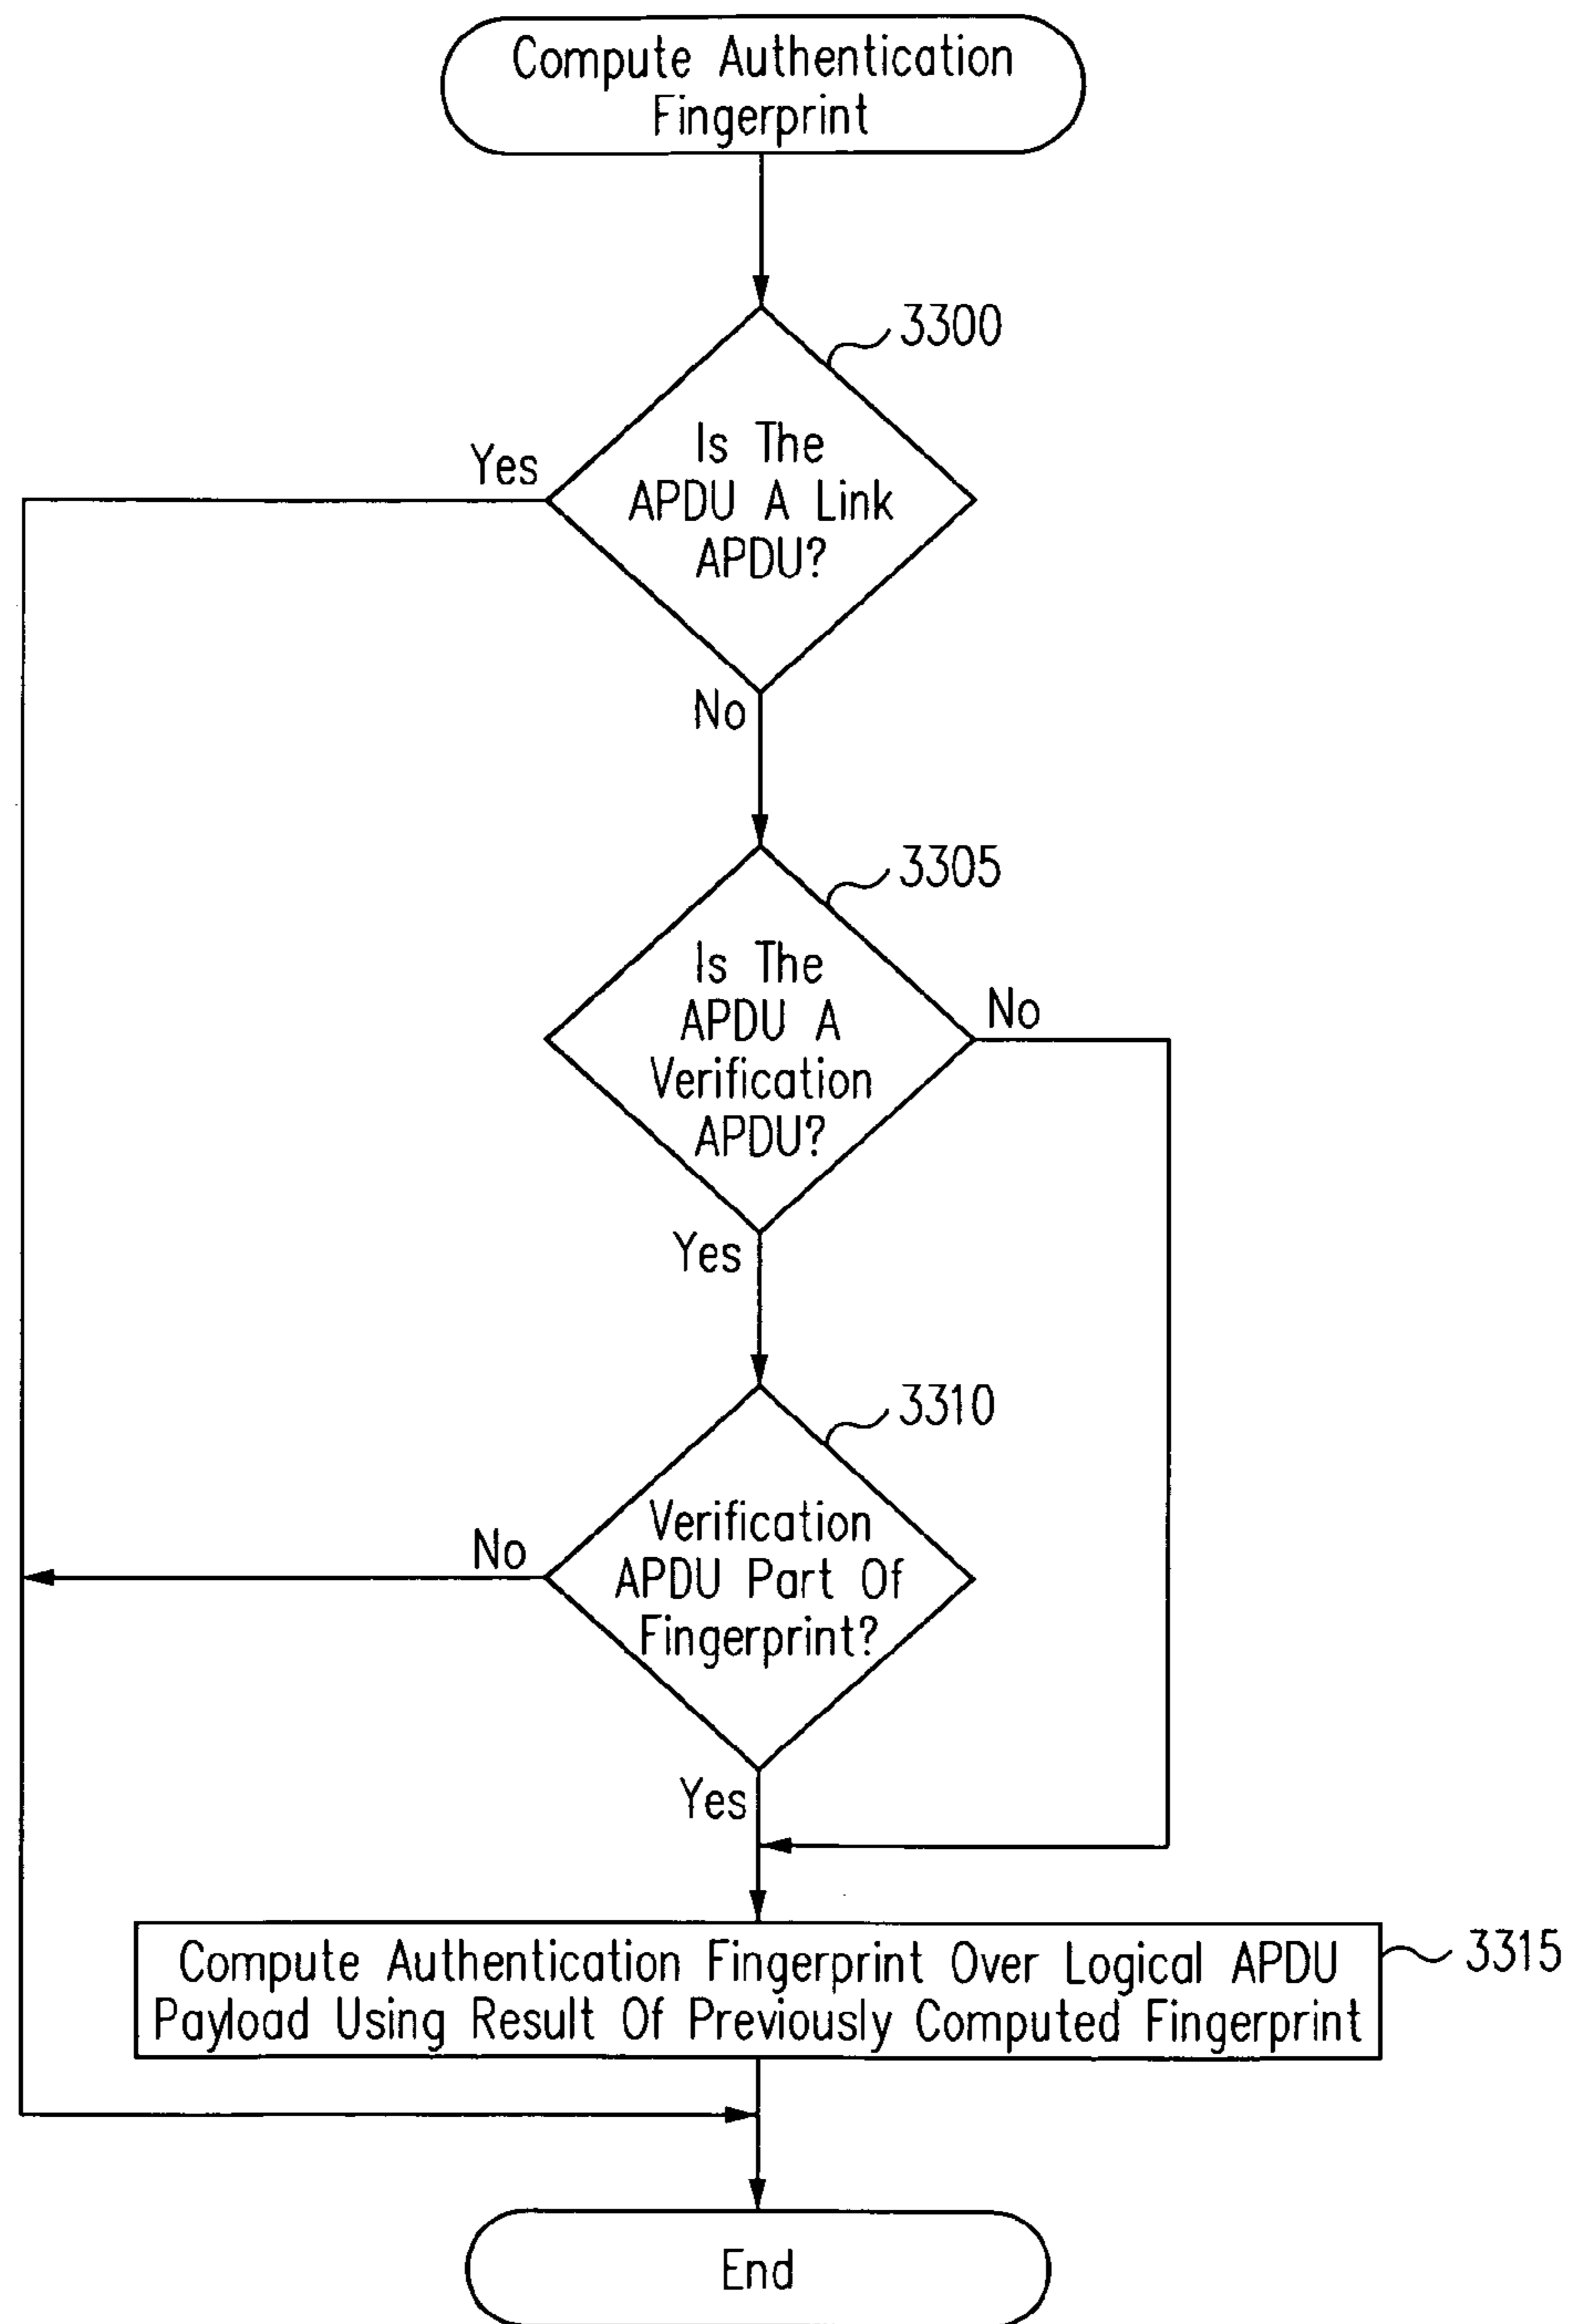 Compute Authentication
Fingerprint
3300
Yes
Is The
APDU A Link
APDU?
No
3305
Is The
APDU A
Verification
APDU?
No
Yes
3310
Verification
APDU Part Of
Fingerprint?
No
Yes
Compute Authentication Fingerprint Over Logical APDU
Payload Using Result Of Previously Computed Fingerprint
3315
End